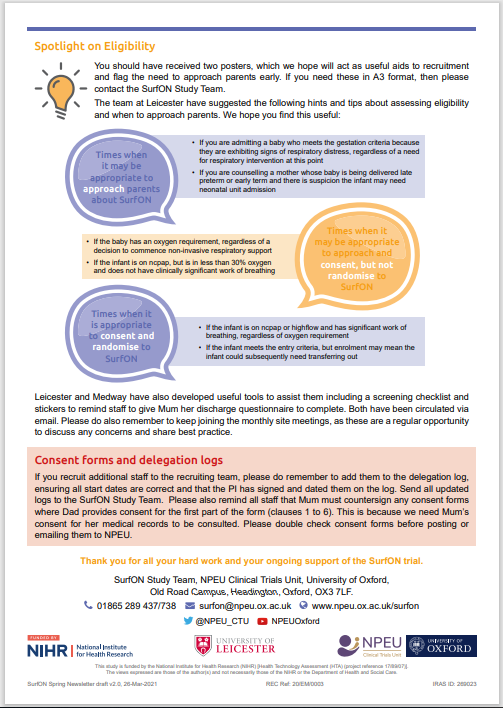 Spotlight on Eligibility
You should have received two posters, which we hope will act as useful aids to recruitment
and flag the need to approach parents early. If you need these in A3 format, then please
contact the SurfON Study Team.
The team at Leicester have suggested the following hints and tips about assessing eligibility
and when to approach parents. We hope you find this useful:
Times when
it may be
appropriate to
approach parents
about SurfON
• If you are admitting a baby who meets the gestation criteria because
they are exhibiting signs of respiratory distress, regardless of a need
for respiratory intervention at this point
• If you are counselling a mother whose baby is being delivered late
preterm or early term and there is suspicion the infant may need
neonatal unit admission
• If the baby has an oxygen requirement, regardless of a
decision to commence non-invasive respiratory support
• If the infant is on ncpap, but is in less than 30% oxygen
and does not have clinically significant work of breathing
Times when it
may be appropriate
to approach and
consent, but not
randomise to
SurfON
Times when it
is appropriate
to consent and
randomise to
SurfON
• If the infant is on ncpap or highflow and has significant work of
breathing, regardless of oxygen requirement
• If the infant meets the entry criteria, but enrolment may mean the
infant could subsequently need transferring out
Leicester and Medway have also developed useful tools to assist them including a screening checklist and
stickers to remind staff to give Mum her discharge questionnaire to complete. Both have been circulated via
email. Please do also remember to keep joining the monthly site meetings, as these are a regular opportunity
to discuss any concerns and share best practice.
Consent forms and delegation logs
If you recruit additional staff to the recruiting team, please do remember to add them to the delegation log,
ensuring all start dates are correct and that the PI has signed and dated them on the log. Send all updated
logs to the SurfON Study Team. Please also remind all staff that Mum must countersign any consent forms
where Dad provides consent for the first part of the form (clauses 1 to 6). This is because we need Mum's
consent for her medical records to be consulted. Please double check consent forms before posting or
emailing them to NPEU.
Thank you for all your hard work and your ongoing support of the SurfON trial.
SurfON Study Team, NPEU Clinical Trials Unit, University of Oxford,
Old Road Campus, Headington, Oxford, OX3 7LF.
01865 289 437/738 surfon@npeu.ox.ac.uk www.npeu.ox.ac.uk/surfon
@NPEU_CTU NPEUOxford
FUNDED BY
NIHR | National Institute
for Health Research
UNIVERSITY OF
LEICESTER
NPEU
Clinical Trials Unit
UNIVERSITY OF
OXFORD
This study is funded by the National Institute for Health Research (NIHR) [Health Technology Assessment (HTA) (project reference 17/89/07)].
The views expressed are those of the author(s) and not necessarily those of the NIHR or the Department of Health and Social Care.
SurfON Spring Newsletter draft v2.0, 26-Mar-2021 REC Ref: 20/EM/0003 IRAS ID: 269023